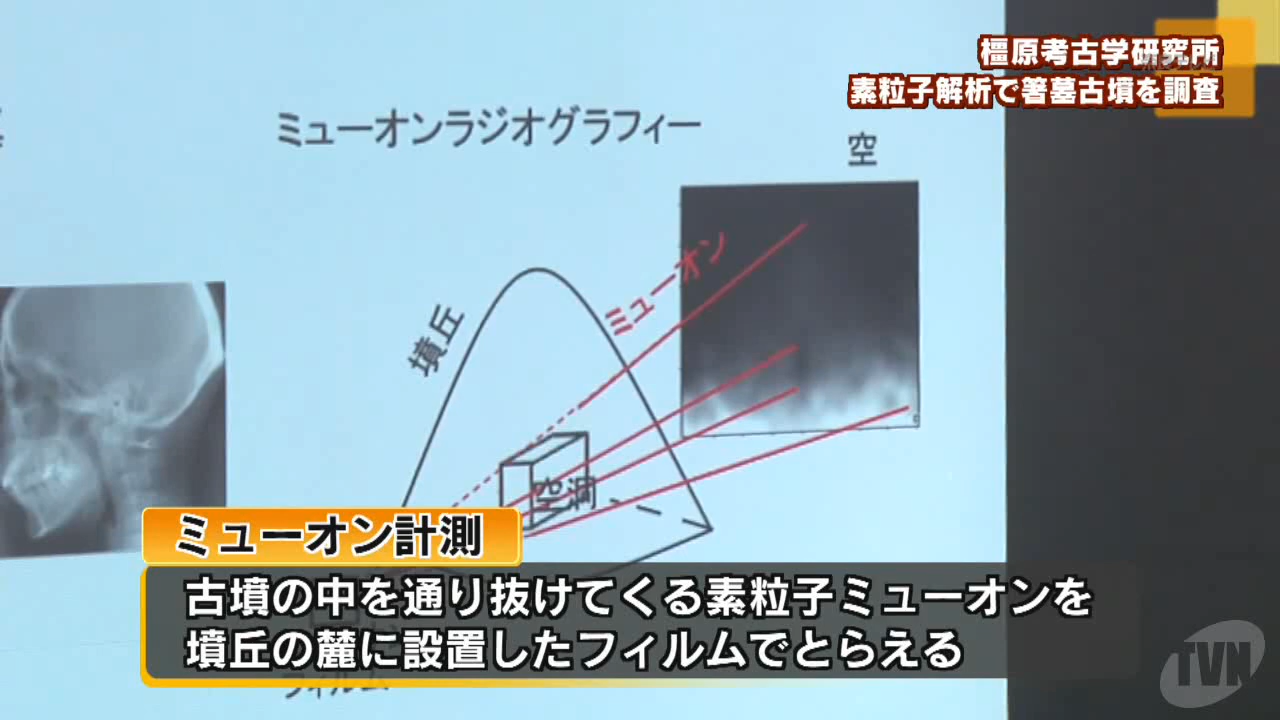 橿原考古学研究所
素粒子解析で箸墓古墳を調査
ミューオンラジオグラフィー
空
ミューオン
墳丘
空洞
ミューオン計測
古墳の中を通り抜けてくる素粒子ミューオンを
墳丘の麓に設置したフィルムでとらえる
フィルム
TVN